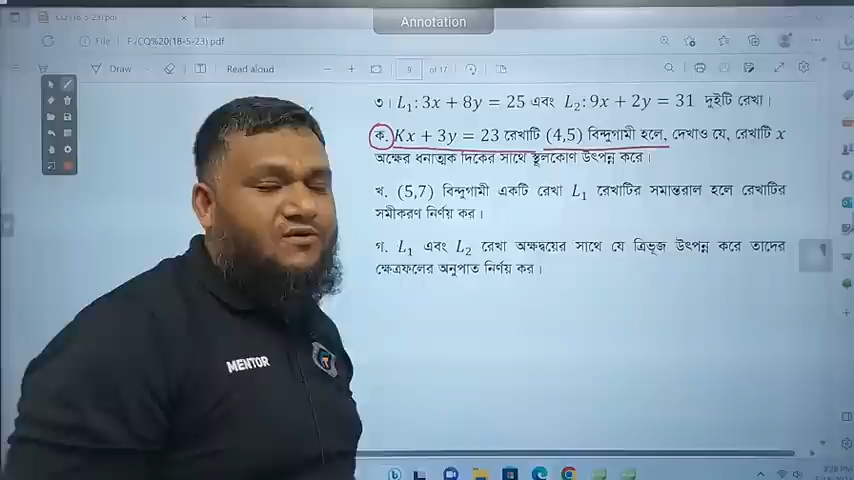 CQ (18-5-23).pdf
File F:/CQ%20(18-5-23).pdf
Annotation
Draw
Read aloud
9 of 17
৩। L₁: 3x + 8y = 25 এবং L₂: 9x + 2y = 31 দুইটি রেখা।
ক. Kx + 3y = 23 রেখাটি (4,5) বিন্দুগামী হলে, দেখাও যে, রেখাটি x
অক্ষের ধনাত্মক দিকের সাথে স্থূলকোণ উৎপন্ন করে।
খ. (5,7) বিন্দুগামী একটি রেখা L₁ রেখাটির সমান্তরাল হলে রেখাটির
সমীকরণ নির্ণয় কর।
গ. L₁ এবং L₂ রেখা অক্ষদ্বয়ের সাথে যে ত্রিভুজ উৎপন্ন করে তাদের
ক্ষেত্রফলের অনুপাত নির্ণয় কর।
MENTOR